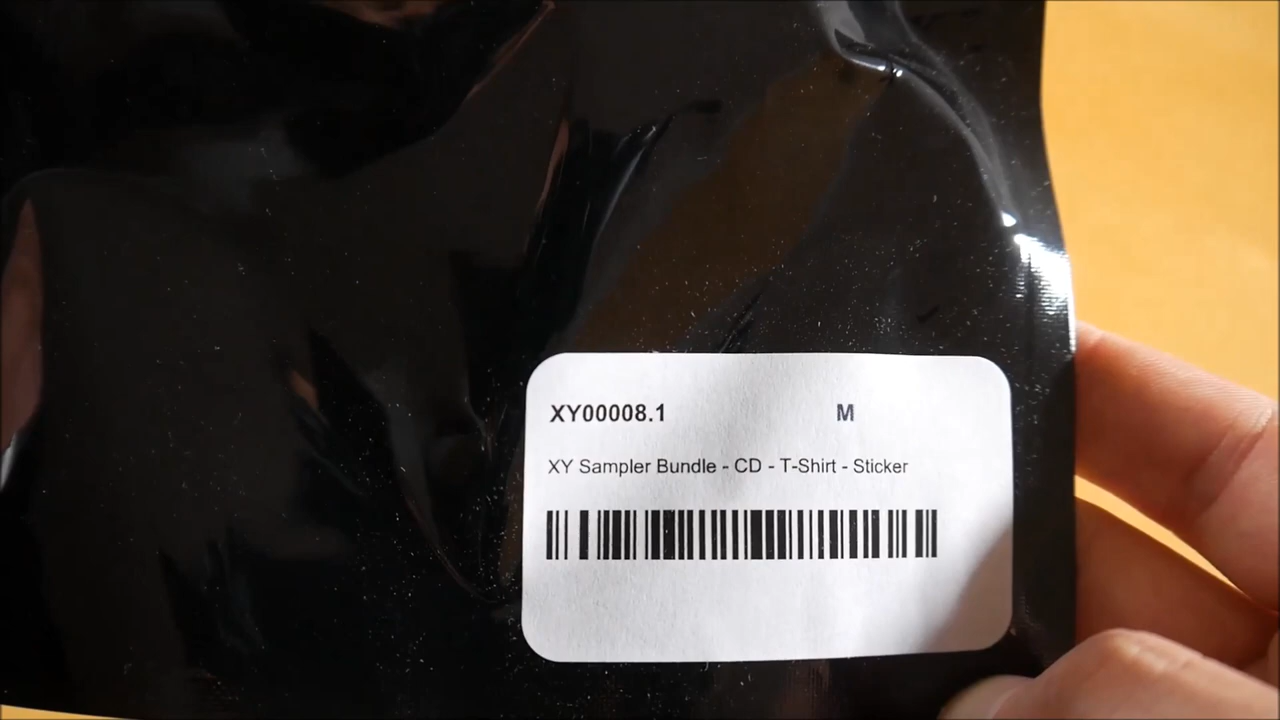 XY00008.1 M
XY Sampler Bundle - CD - T-Shirt - Sticker